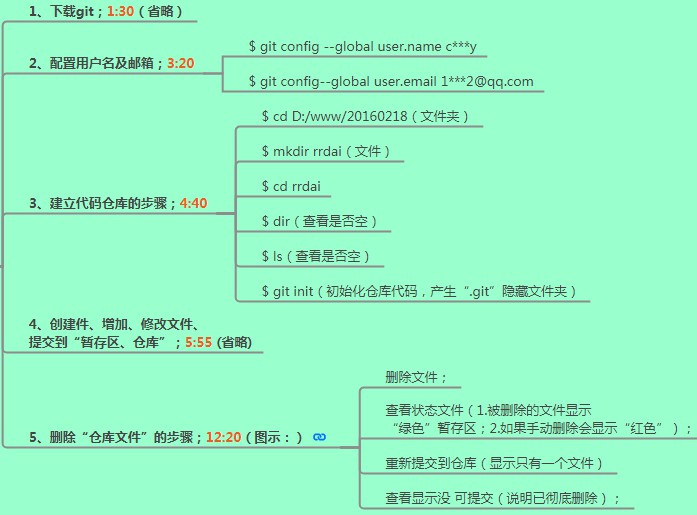 1、下载git；1:30（省略）
2、配置用户名及邮箱；3:20
$ git config --global user.name c***y
$ git config--global user.email 1***2@qq.com
3、建立代码仓库的步骤；4:40
$ cd D:/www/20160218（文件夹）
$ mkdir rrdai（文件）
$ cd rrdai
$ dir（查看是否空）
$ ls（查看是否空）
$ git init（初始化仓库代码，产生“.git”隐藏文件夹）
4、创建件、增加、修改文件、
提交到“暂存区、仓库”；5:55 (省略)
5、删除“仓库文件”的步骤；12:20（图示：）
删除文件；
查看状态文件（1.被删除的文件显示
“绿色”暂存区；2.如果手动删除会显示“红色”）；
重新提交到仓库（显示只有一个文件）
查看显示没 可提交（说明已彻底删除）；